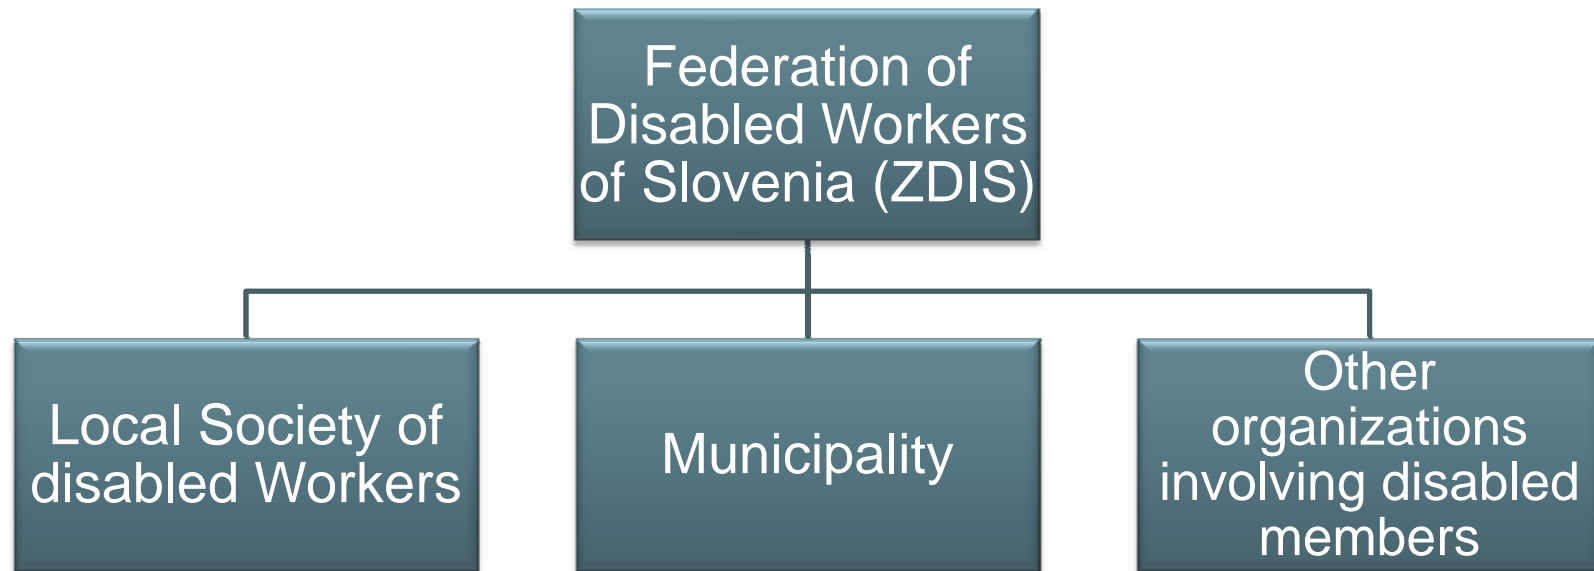 Federation of
Disabled Workers
of Slovenia (ZDIS)
Local Society of
disabled Workers
Municipality
Other
organizations
involving disabled
members